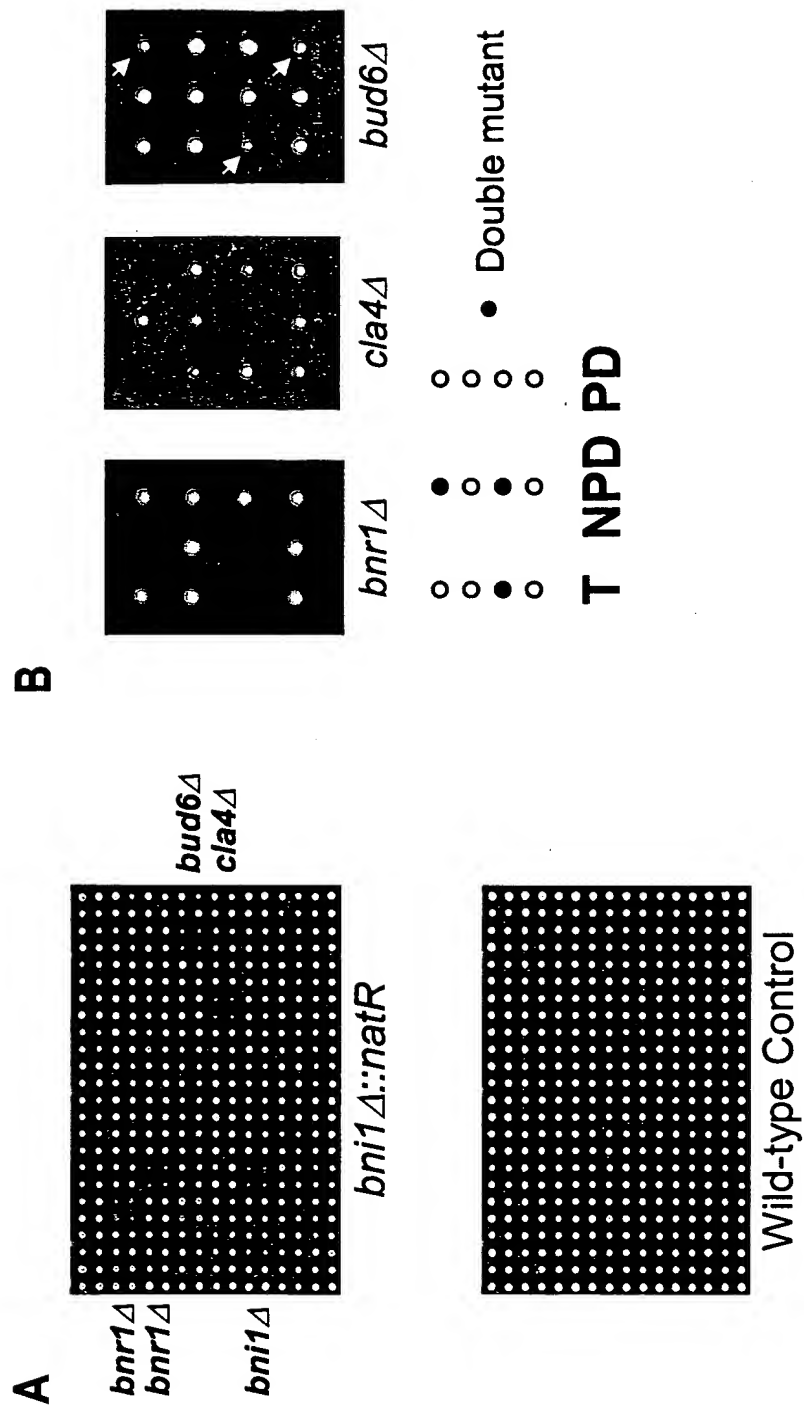 A
bnr1Δ
bnr1Δ
bni1Δ
bud6Δ
cla4Δ
bni1Δ::natR
Wild-type Control
B
bnr1Δ
cla4Δ
bud6Δ
T NPD PD
Double mutant